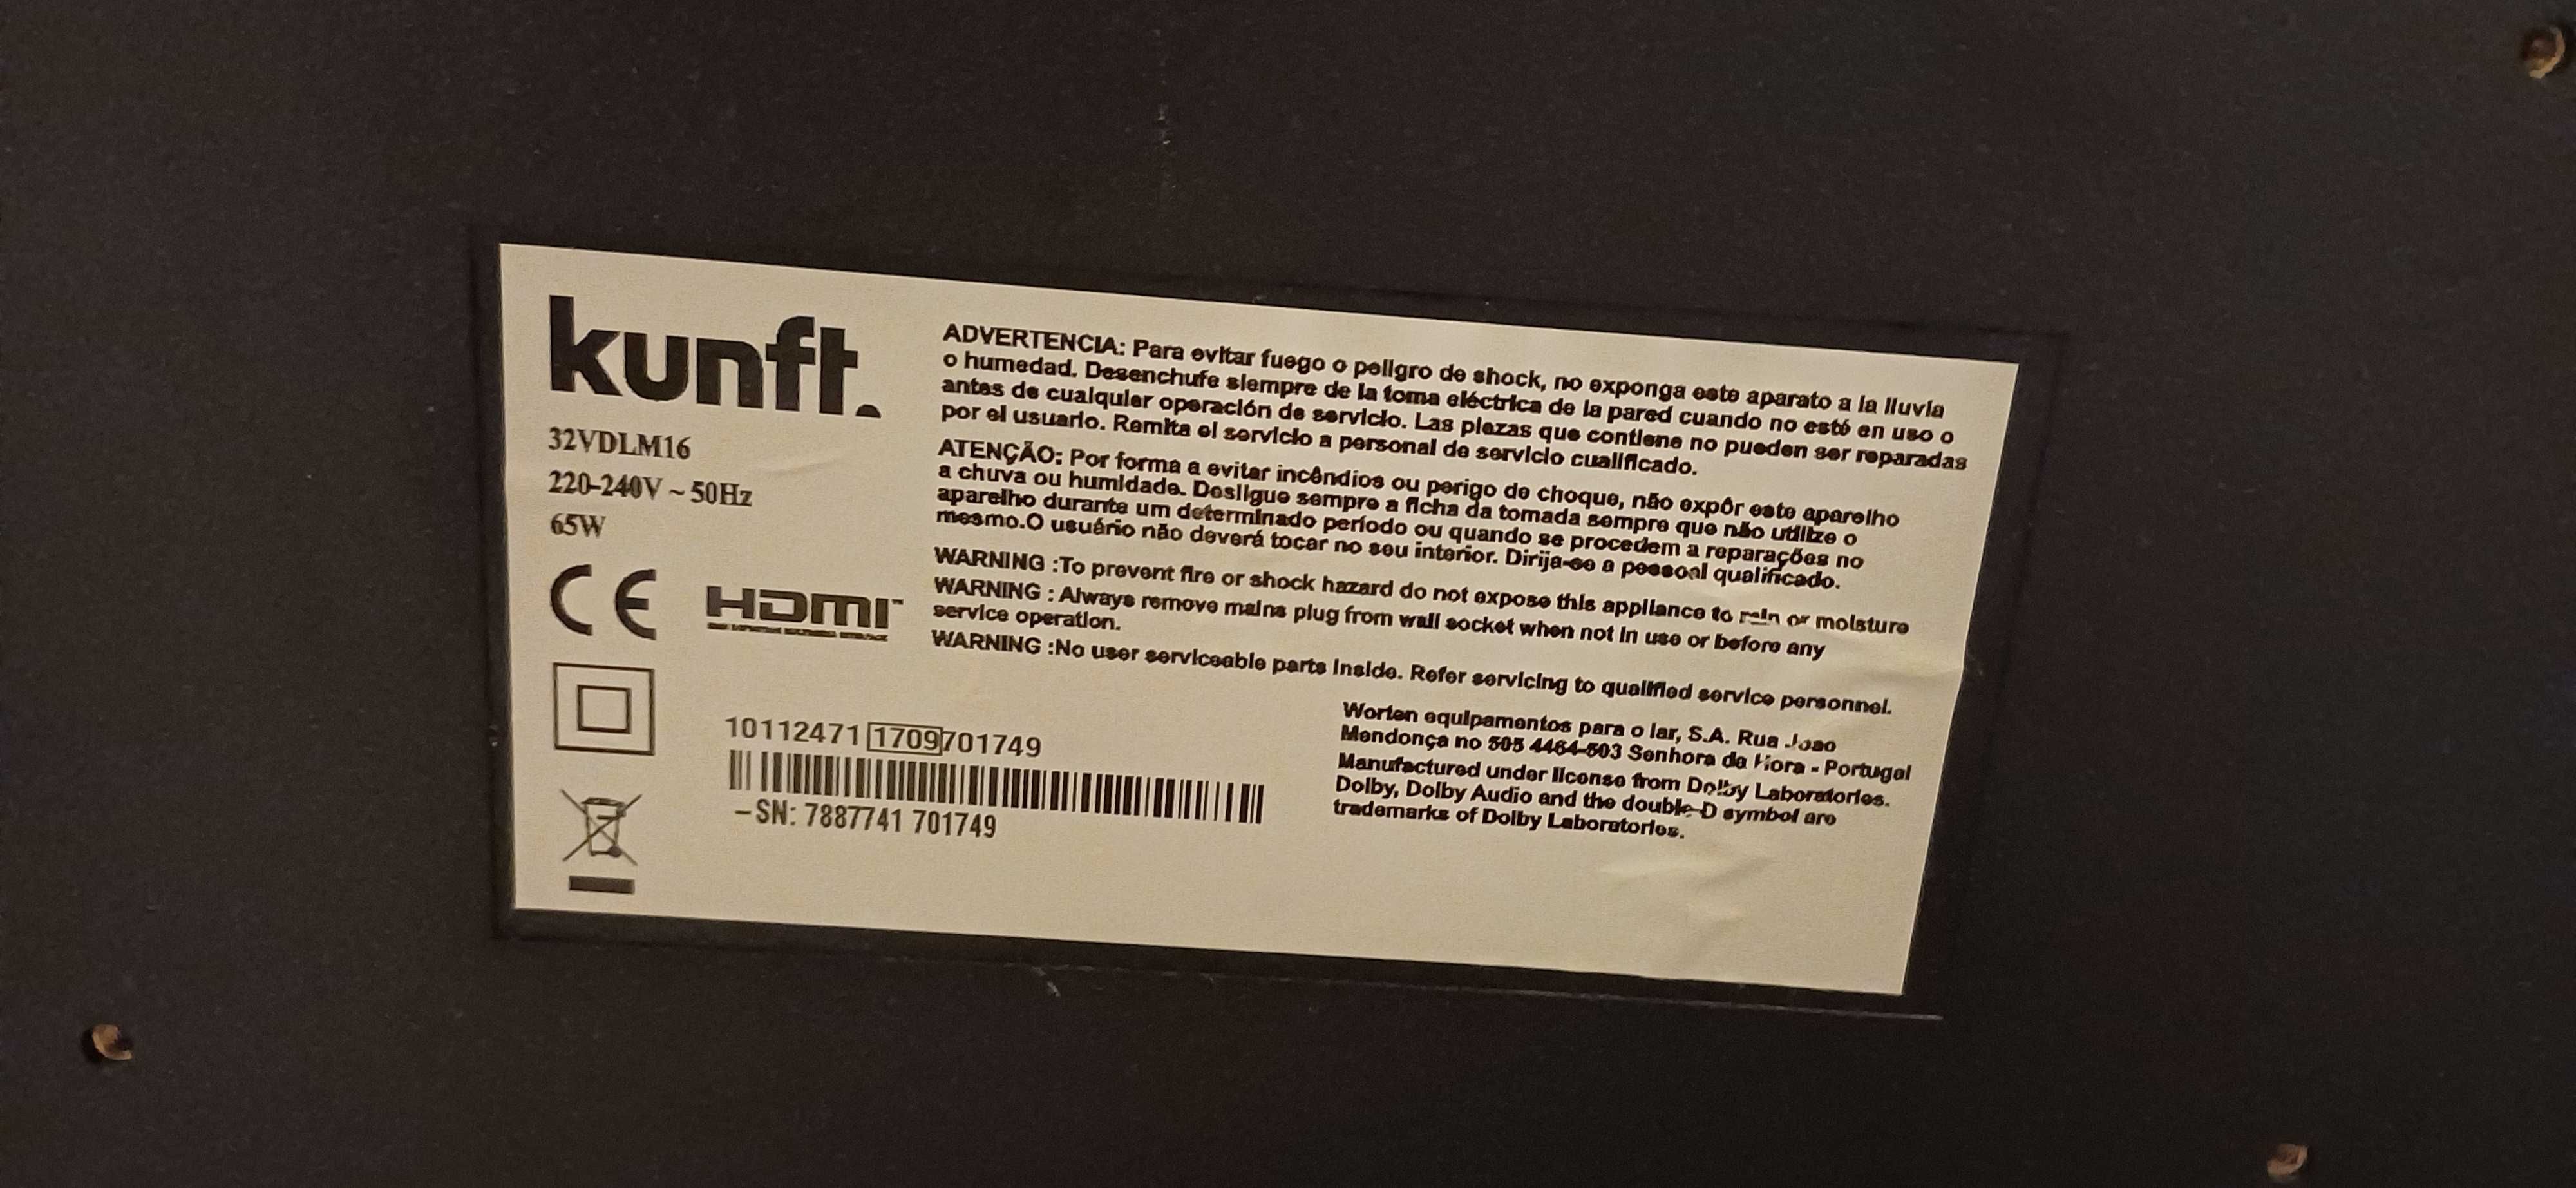 kunft.
32VDLM16
220-240V ~ 50Hz
65W
CE HDMI™
HIGH-DEFINITION MULTIMEDIA INTERFACE
ADVERTENCIA: Para evitar fuego o peligro de shock, no exponga este aparato a la lluvia
o humedad. Desenchufe siempre de la toma eléctrica de la pared cuando no esté en uso o
antes de cualquier operación de servicio. Las piezas que contiene no pueden ser reparadas
por el usuario. Remita el servicio a personal de servicio cualificado.
ATENÇÃO: Por forma a evitar incêndios ou perigo de choque, não expôr este aparelho
a chuva ou humidade. Desligue sempre a ficha da tomada sempre que não utilize o
aparelho durante um determinado período ou quando se procedem a reparações no
mesmo.O usuário não deverá tocar no seu interior. Dirija-se a pessoal qualificado.
WARNING :To prevent fire or shock hazard do not expose this appliance to rain or moisture
WARNING : Always remove mains plug from wall socket when not in use or before any
service operation.
WARNING :No user serviceable parts inside. Refer servicing to qualified service personnel.
10112471 1709 701749
-SN: 7887741 701749
Worten equipamentos para o lar, S.A. Rua Joao
Mendonça no 505 4464-503 Senhora da Hora - Portugal
Manufactured under license from Dolby Laboratories.
Dolby, Dolby Audio and the double-D symbol are
trademarks of Dolby Laboratories.